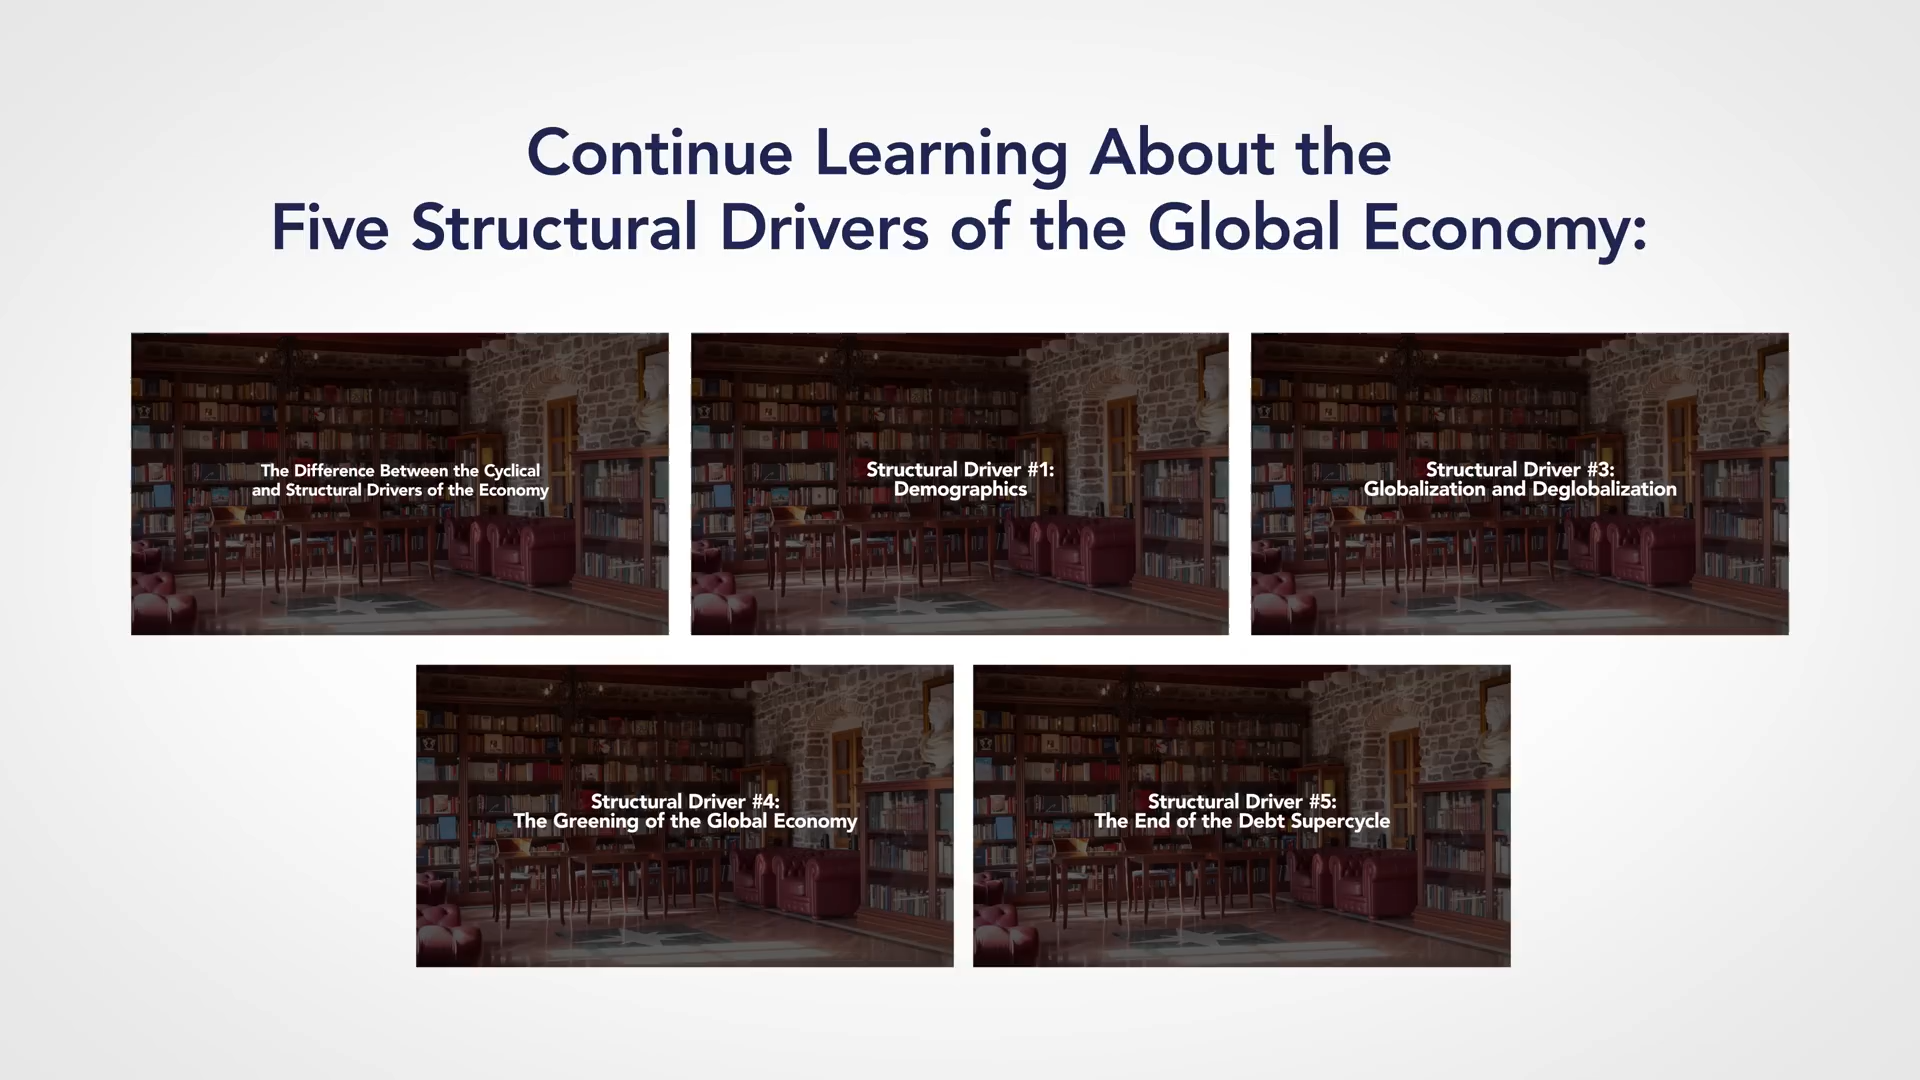 Continue Learning About the
Five Structural Drivers of the Global Economy:
The Difference Between the Cyclical
and Structural Drivers of the Economy
Structural Driver #1:
Demographics
Structural Driver #3:
Globalization and Deglobalization
Structural Driver #4:
The Greening of the Global Economy
Structural Driver #5:
The End of the Debt Supercycle